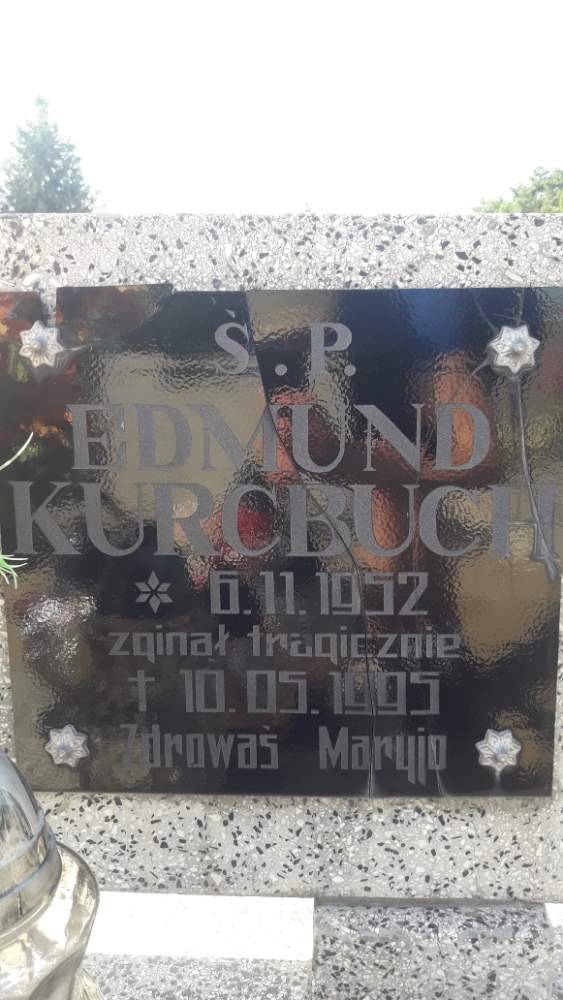 Ś.P.
EDMUND
KURCBUCH
* 6.11.1952
zginął tragicznie
† 10.05.1995
Zdrowaś Maryjo